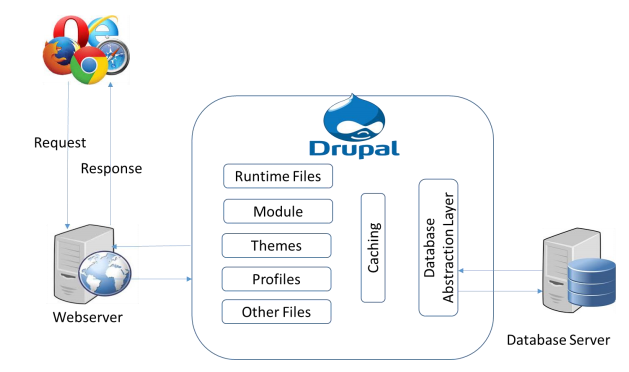 Request
Response
Webserver
Drupal
Runtime Files
Module
Themes
Profiles
Other Files
Caching
Database
Abstraction Layer
Database Server